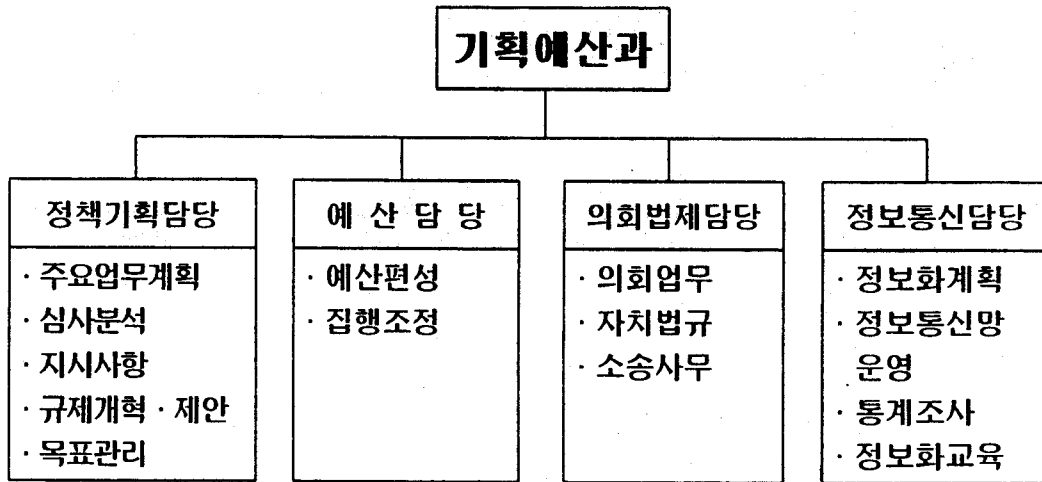 기획예산과
정책기획담당
· 주요업무계획
· 심사분석
· 지시사항
· 규제개혁 · 제안
· 목표관리
예 산 담 당
· 예산편성
· 집행조정
의회법제담당
· 의회업무
· 자치법규
· 소송사무
정보통신담당
· 정보화계획
· 정보통신망
운영
· 통계조사
· 정보화교육